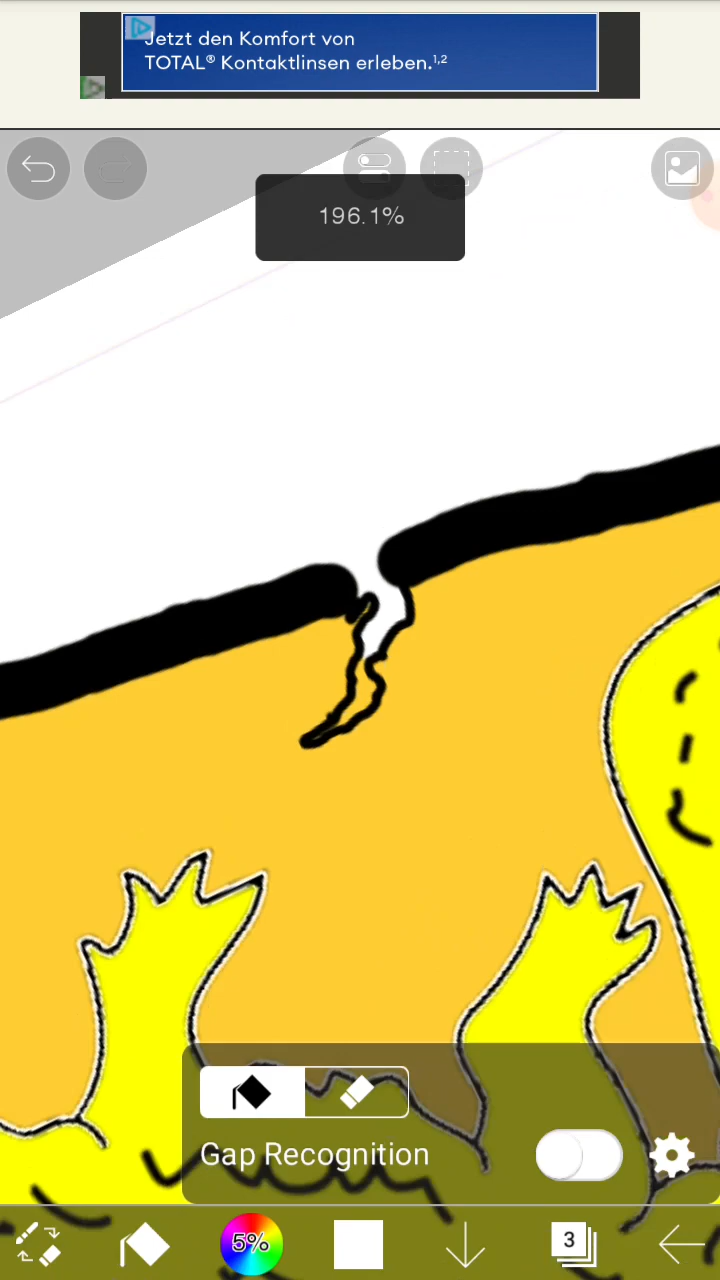 Jetzt den Komfort von
TOTAL® Kontaktlinsen erleben.¹,²
196.1%
Gap Recognition
5%
3